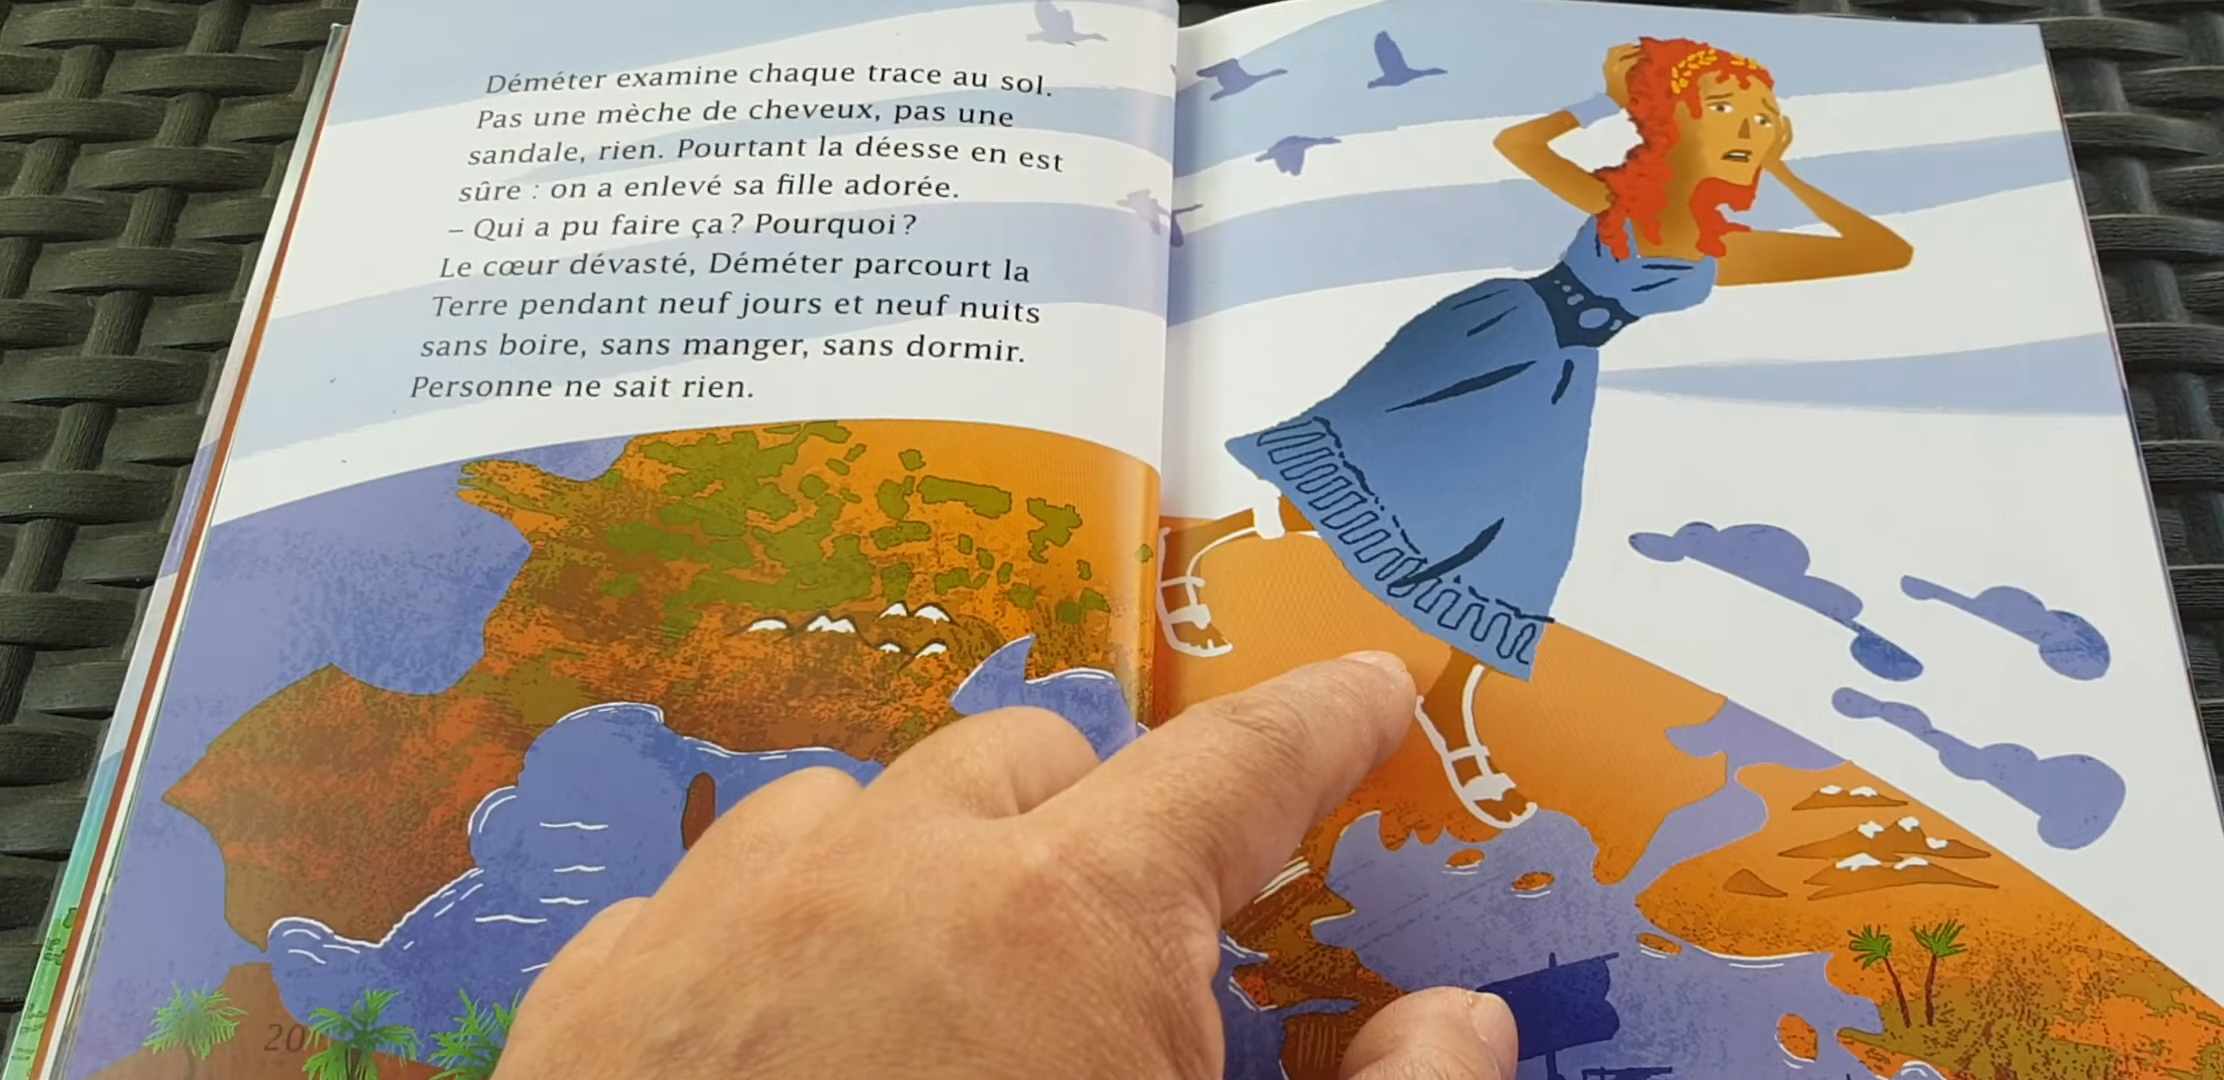 Déméter examine chaque trace au sol.
Pas une mèche de cheveux, pas une
sandale, rien. Pourtant la déesse en est
sûre : on a enlevé sa fille adorée.
– Qui a pu faire ça ? Pourquoi ?
Le cœur dévasté, Déméter parcourt la
Terre pendant neuf jours et neuf nuits
sans boire, sans manger, sans dormir.
Personne ne sait rien.
20